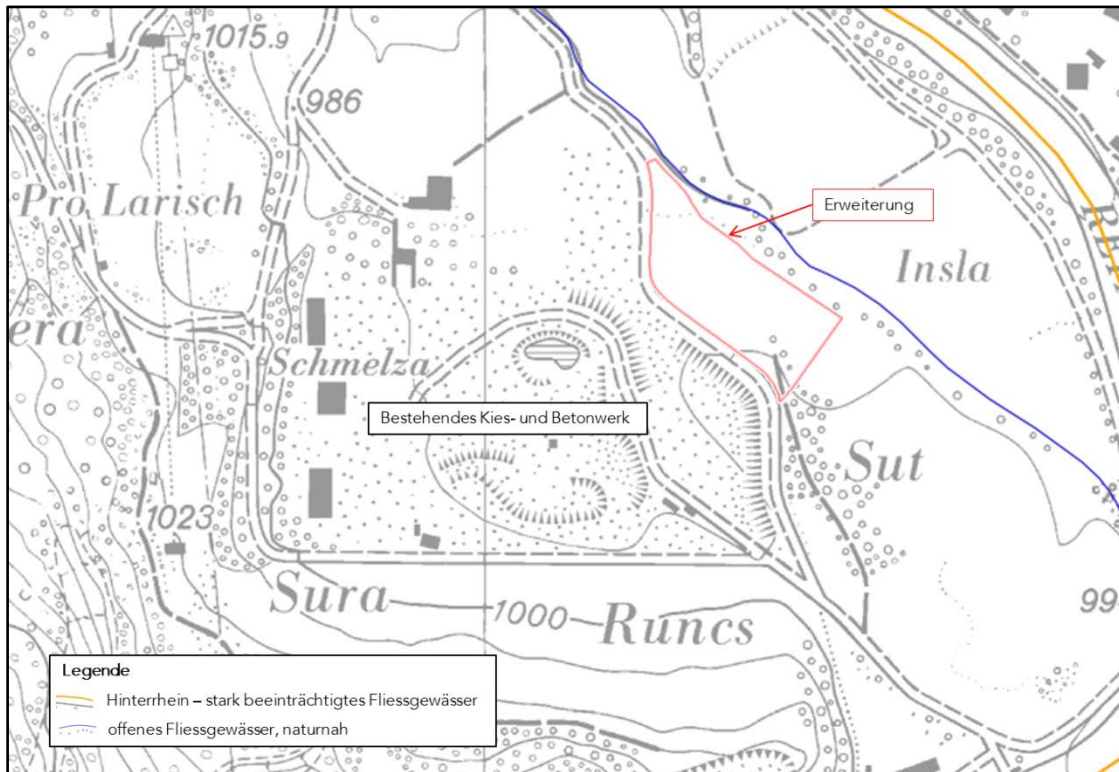 1015.9
986
Pro Larisch
Erweiterung
Insla
era
Schmelza
Bestehendes Kies- und Betonwerk
Sut
1023
Sura
1000
Runcs
99
Legende
Hinterrhein – stark beeinträchtigtes Fliessgewässer
offenes Fliessgewässer, naturnah